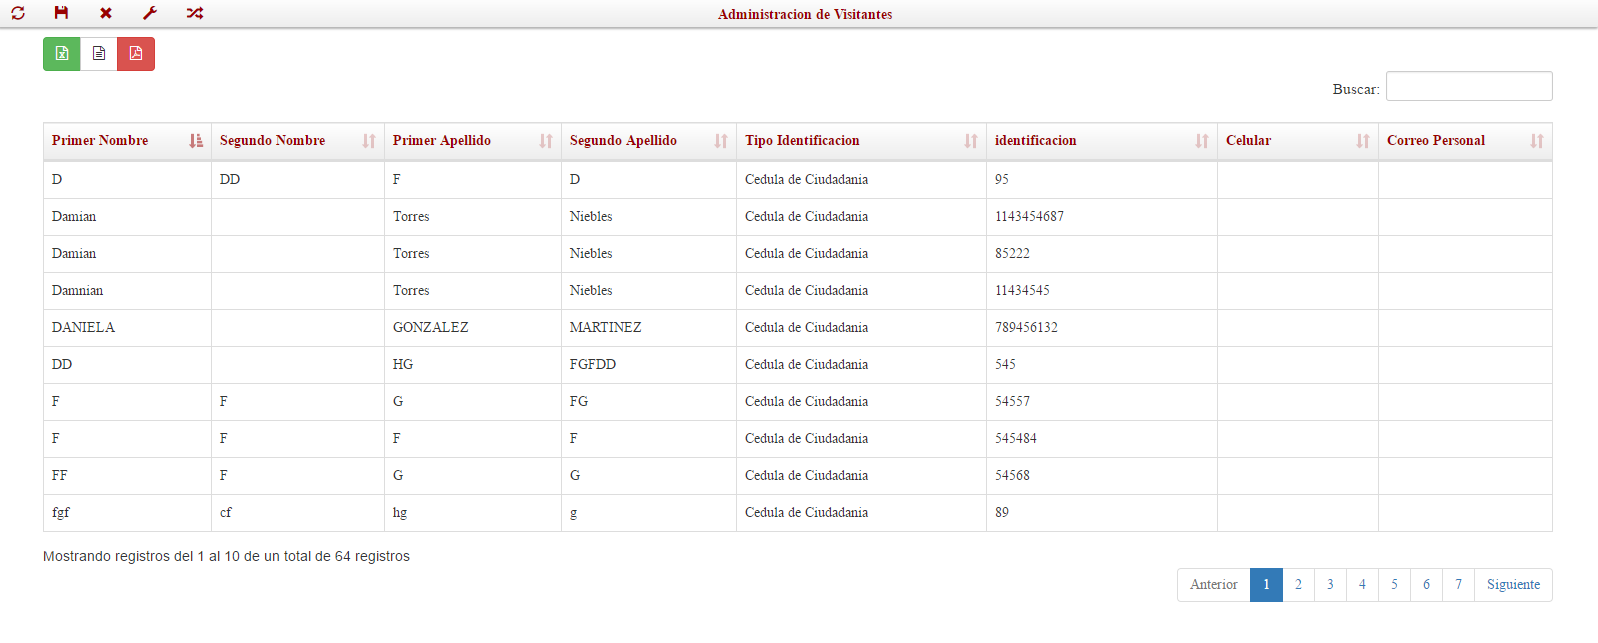 Administracion de Visitantes
Buscar:
Primer Nombre Segundo Nombre Primer Apellido Segundo Apellido Tipo Identificacion identificacion Celular Correo Personal
D DD F D Cedula de Ciudadania 95
Damian Torres Niebles Cedula de Ciudadania 1143454687
Damian Torres Niebles Cedula de Ciudadania 85222
Damnian Torres Niebles Cedula de Ciudadania 11434545
DANIELA GONZALEZ MARTINEZ Cedula de Ciudadania 789456132
DD HG FGFDD Cedula de Ciudadania 545
F F G FG Cedula de Ciudadania 54557
F F F F Cedula de Ciudadania 545484
FF F G G Cedula de Ciudadania 54568
fgf cf hg g Cedula de Ciudadania 89
Mostrando registros del 1 al 10 de un total de 64 registros
Anterior 1 2 3 4 5 6 7 Siguiente